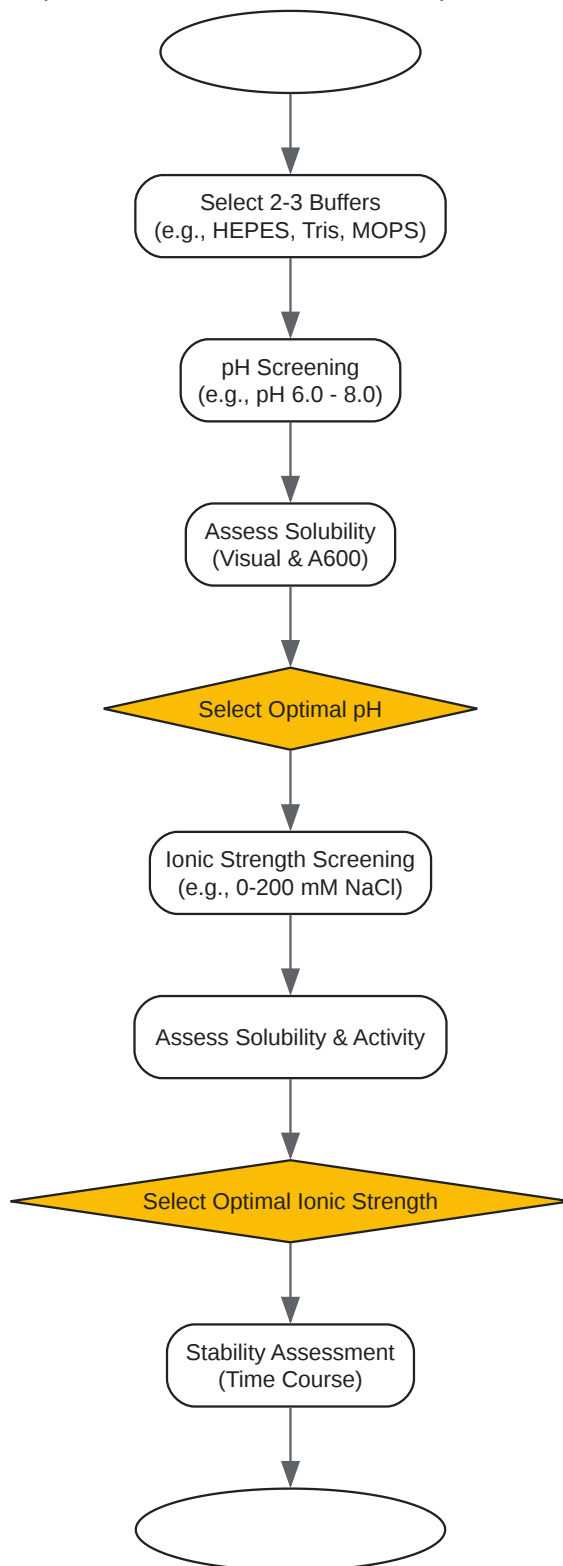 Select 2-3 Buffers
(e.g., HEPES, Tris, MOPS)
pH Screening
(e.g., pH 6.0 - 8.0)
Assess Solubility
(Visual & A600)
Select Optimal pH
Ionic Strength Screening
(e.g., 0-200 mM NaCl)
Assess Solubility & Activity
Select Optimal Ionic Strength
Stability Assessment
(Time Course)